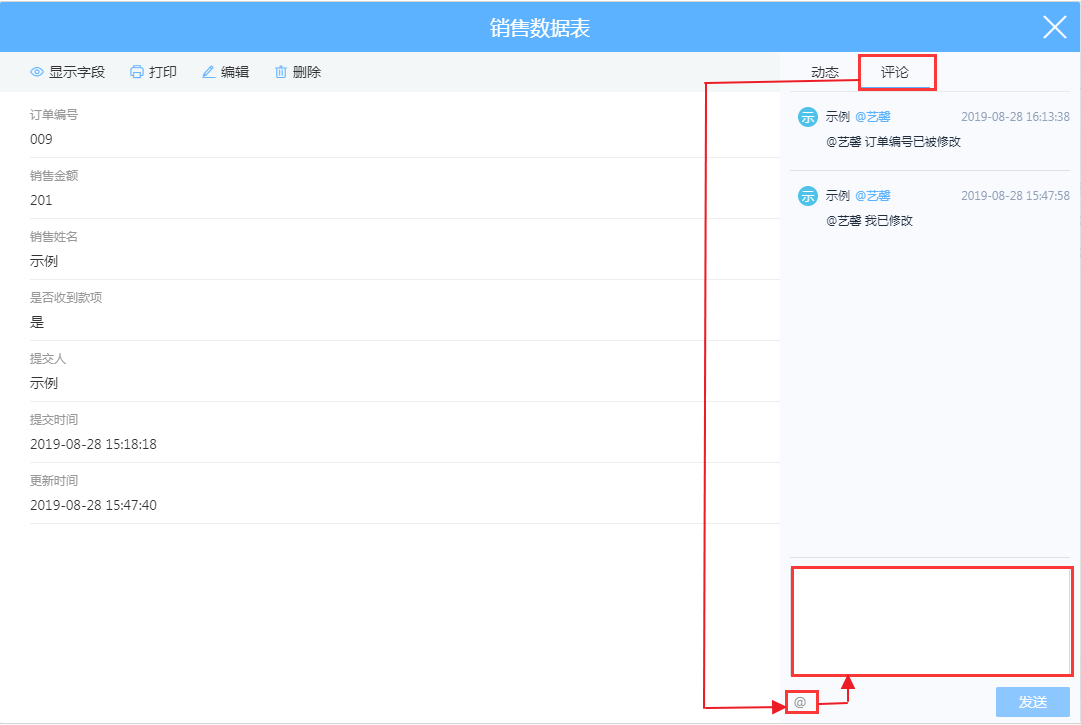 销售数据表
显示字段 打印 编辑 删除
订单编号
009
销售金额
201
销售姓名
示例
是否收到款项
是
提交人
示例
提交时间
2019-08-28 15:18:18
更新时间
2019-08-28 15:47:40
动态 评论
示 示例 @艺馨 2019-08-28 16:13:38
@艺馨 订单编号已被修改
示 示例 @艺馨 2019-08-28 15:47:58
@艺馨 我已修改
@ 发送